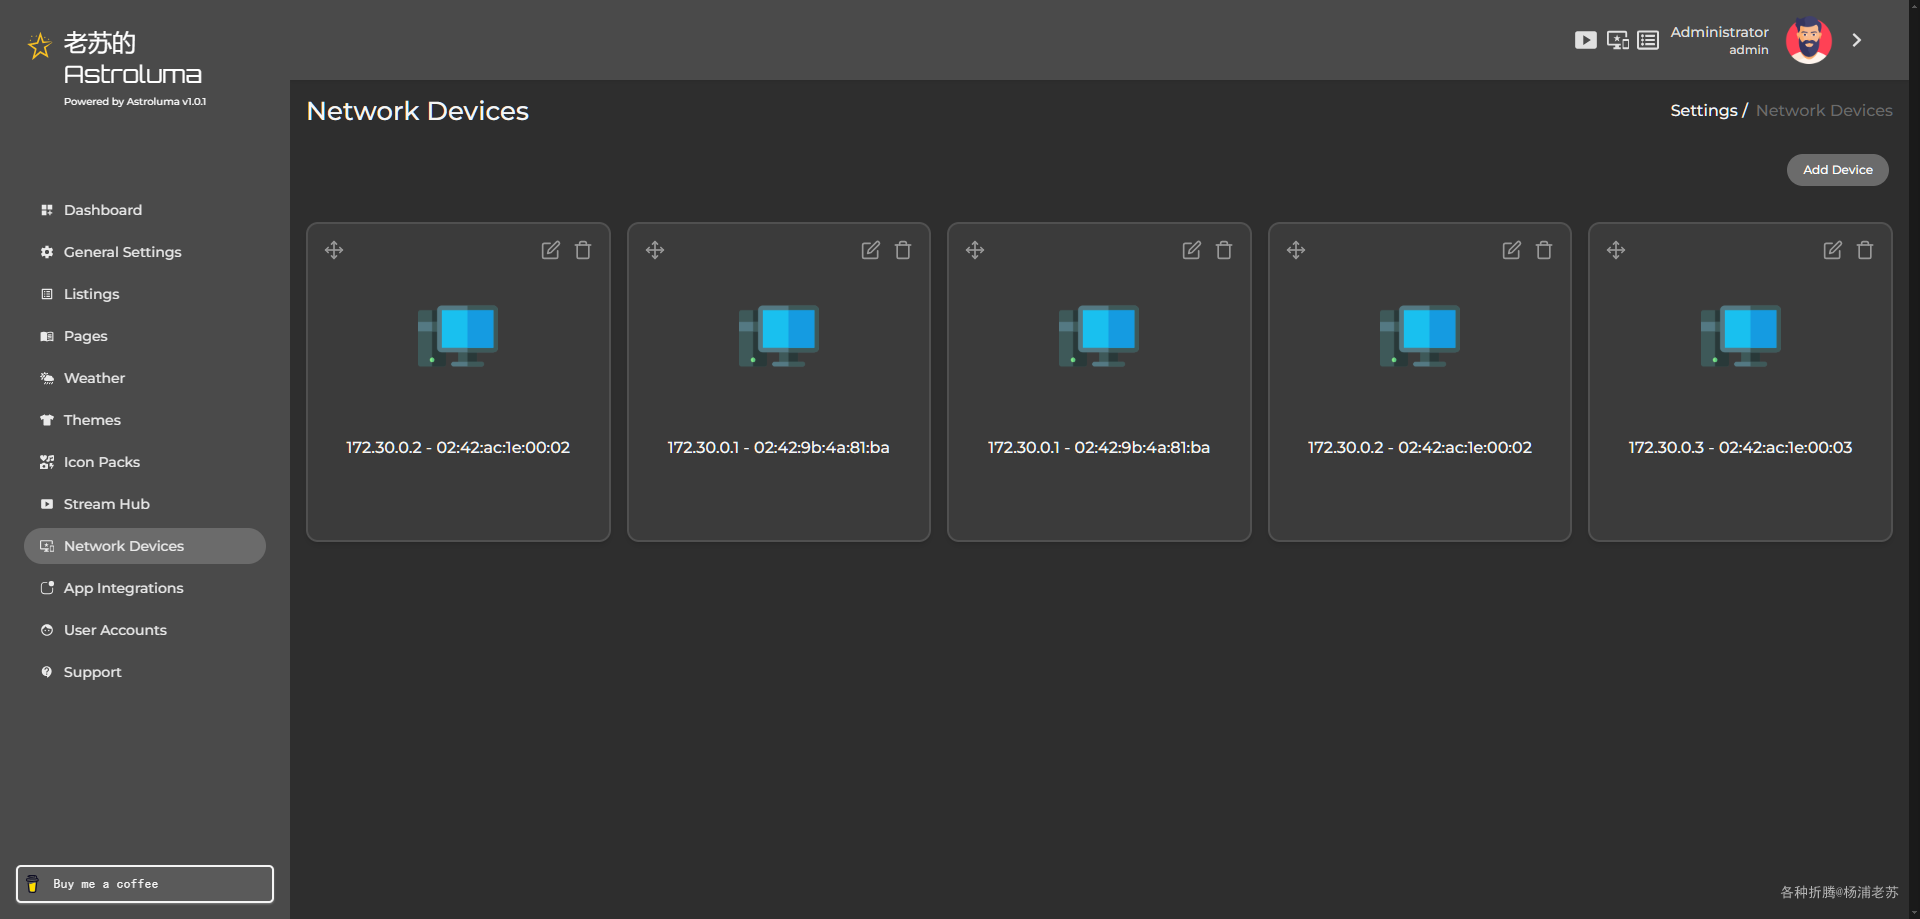 老苏的
Astroluma
Powered by Astroluma v1.0.1
Administrator
admin
Network Devices
Settings / Network Devices
Add Device
Dashboard
General Settings
Listings
Pages
Weather
Themes
Icon Packs
Stream Hub
Network Devices
App Integrations
User Accounts
Support
172.30.0.2 - 02:42:ac:1e:00:02
172.30.0.1 - 02:42:9b:4a:81:ba
172.30.0.1 - 02:42:9b:4a:81:ba
172.30.0.2 - 02:42:ac:1e:00:02
172.30.0.3 - 02:42:ac:1e:00:03
Buy me a coffee
各种折腾@杨浦老苏